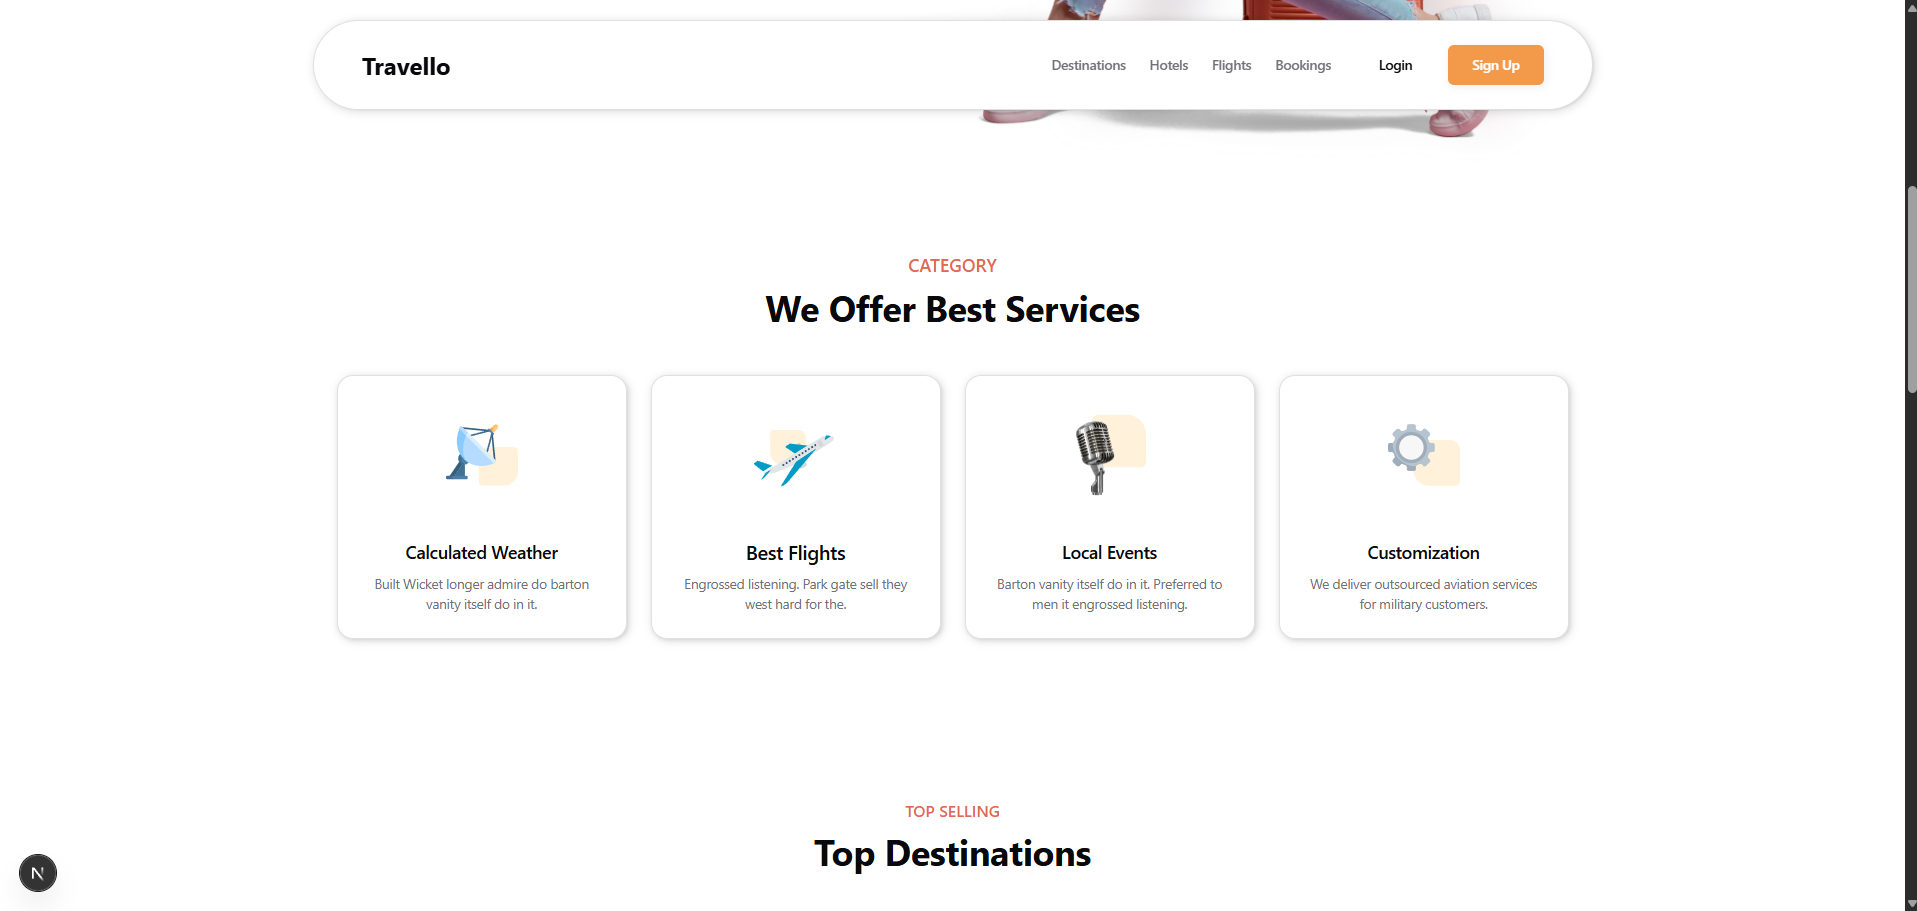 Travello
Destinations
Hotels
Flights
Bookings
Login
Sign Up
CATEGORY
We Offer Best Services
Calculated Weather
Built Wicket longer admire do barton
vanity itself do in it.
Best Flights
Engrossed listening. Park gate sell they
west hard for the.
Local Events
Barton vanity itself do in it. Preferred to
men it engrossed listening.
Customization
We deliver outsourced aviation services
for military customers.
TOP SELLING
Top Destinations
N